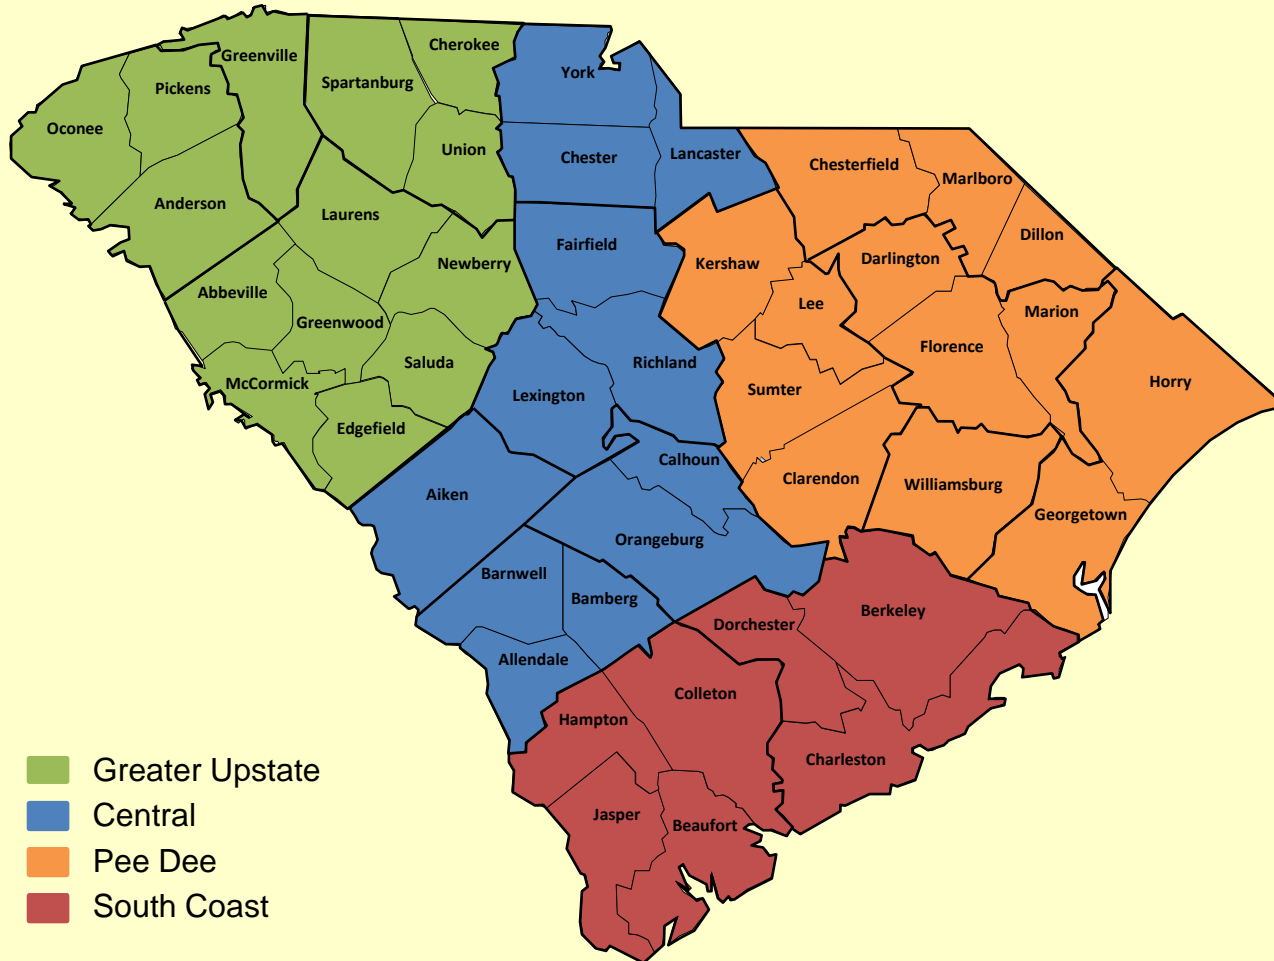 Greenville
Cherokee
York
Spartanburg
Pickens
Oconee
Union
Chester
Lancaster
Chesterfield
Marlboro
Anderson
Laurens
Dillon
Fairfield
Newberry
Kershaw
Darlington
Abbeville
Lee
Marion
Greenwood
Florence
Saluda
Richland
McCormick
Lexington
Sumter
Horry
Edgefield
Calhoun
Aiken
Clarendon
Williamsburg
Georgetown
Orangeburg
Barnwell
Bamberg
Berkeley
Dorchester
Allendale
Colleton
Hampton
Charleston
Jasper
Beaufort
Greater Upstate
Central
Pee Dee
South Coast